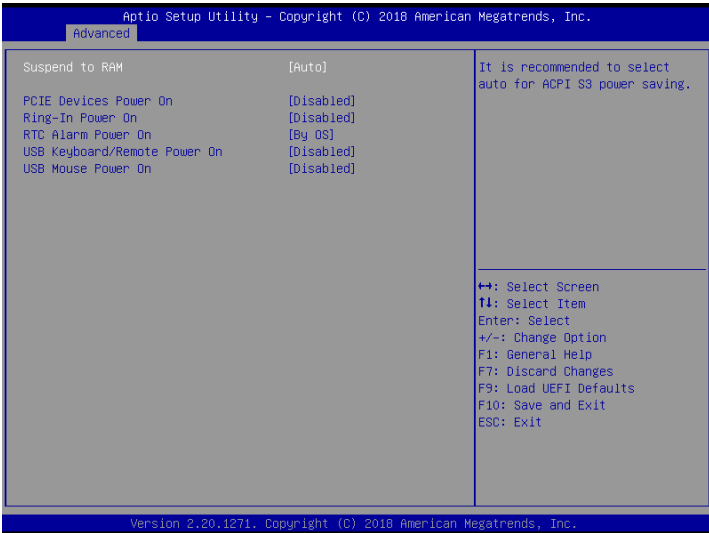 Aptio Setup Utility – Copyright (C) 2018 American Megatrends, Inc.
Advanced
Suspend to RAM [Auto]
PCIE Devices Power On [Disabled]
Ring-In Power On [Disabled]
RTC Alarm Power On [By OS]
USB Keyboard/Remote Power On [Disabled]
USB Mouse Power On [Disabled]
It is recommended to select
auto for ACPI S3 power saving.
↔: Select Screen
↑↓: Select Item
Enter: Select
+/-: Change Option
F1: General Help
F7: Discard Changes
F9: Load UEFI Defaults
F10: Save and Exit
ESC: Exit
Version 2.20.1271. Copyright (C) 2018 American Megatrends, Inc.